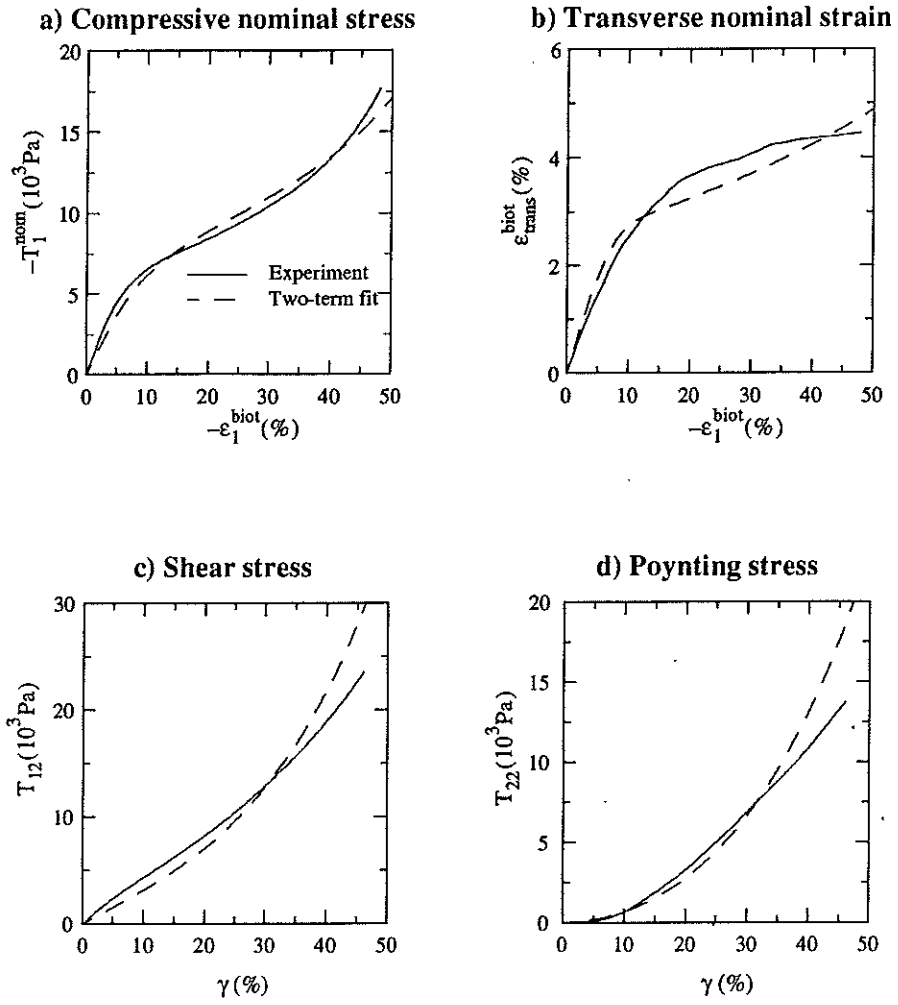 a) Compressive nominal stress
20
15
10
5
0
−T₁ⁿᵒᵐ (10³Pa)
Experiment
Two-term fit
0 10 20 30 40 50
−ε₁ᵇⁱᵒᵗ (%)
b) Transverse nominal strain
6
4
2
0
εᵇⁱᵒᵗ trans (%)
0 10 20 30 40 50
−ε₁ᵇⁱᵒᵗ (%)
c) Shear stress
30
20
10
0
T₁₂ (10³Pa)
0 10 20 30 40 50
γ (%)
d) Poynting stress
20
15
10
5
0
T₂₂ (10³Pa)
0 10 20 30 40 50
γ (%)